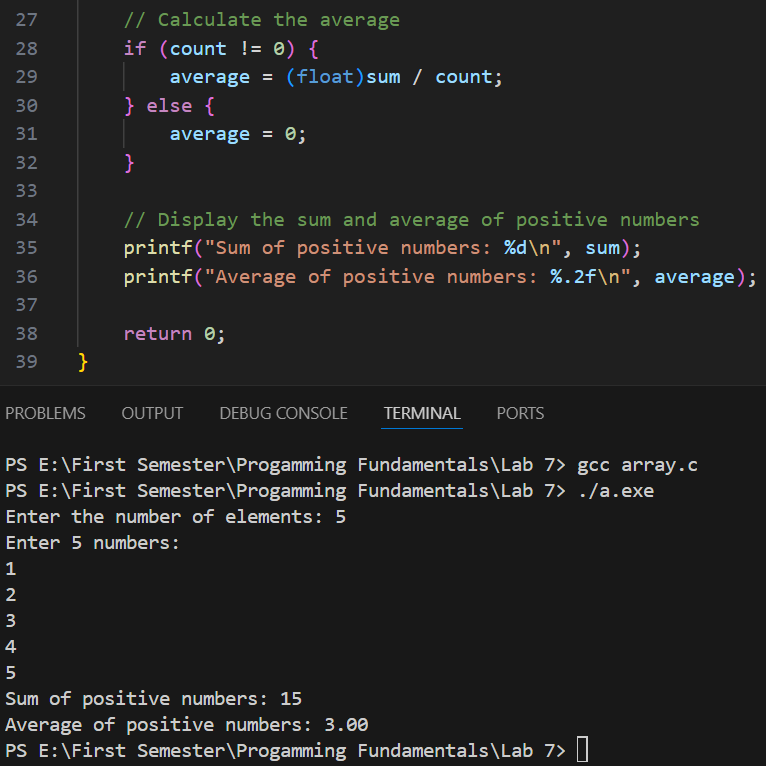 27 // Calculate the average
28 if (count != 0) {
29 average = (float)sum / count;
30 } else {
31 average = 0;
32 }
33
34 // Display the sum and average of positive numbers
35 printf("Sum of positive numbers: %d\n", sum);
36 printf("Average of positive numbers: %.2f\n", average);
37
38 return 0;
39 }
PROBLEMS OUTPUT DEBUG CONSOLE TERMINAL PORTS
PS E:\First Semester\Progamming Fundamentals\Lab 7> gcc array.c
PS E:\First Semester\Progamming Fundamentals\Lab 7> ./a.exe
Enter the number of elements: 5
Enter 5 numbers:
1
2
3
4
5
Sum of positive numbers: 15
Average of positive numbers: 3.00
PS E:\First Semester\Progamming Fundamentals\Lab 7>